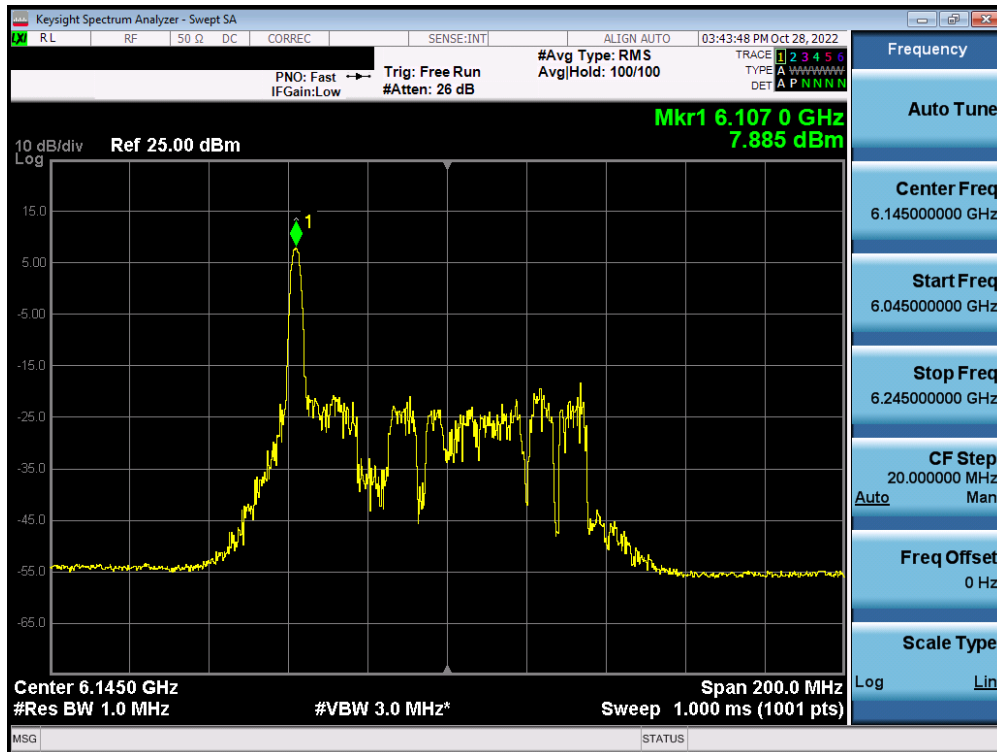 Keysight Spectrum Analyzer - Swept SA
LXI RL RF 50 Ω DC CORREC SENSE:INT ALIGN AUTO 03:43:48 PM Oct 28, 2022
PNO: Fast
IFGain:Low
Trig: Free Run
#Atten: 26 dB
#Avg Type: RMS
Avg|Hold: 100/100
TRACE 1 2 3 4 5 6
TYPE A WWWWW
DET A P N N N N
Mkr1 6.107 0 GHz
7.885 dBm
10 dB/div Ref 25.00 dBm
Log
15.0
1
5.00
-5.00
-15.0
-25.0
-35.0
-45.0
-55.0
-65.0
Center 6.1450 GHz
Span 200.0 MHz
#Res BW 1.0 MHz
#VBW 3.0 MHz*
Sweep 1.000 ms (1001 pts)
MSG
STATUS
Frequency
Auto Tune
Center Freq
6.145000000 GHz
Start Freq
6.045000000 GHz
Stop Freq
6.245000000 GHz
CF Step
20.000000 MHz
Auto Man
Freq Offset
0 Hz
Scale Type
Log Lin